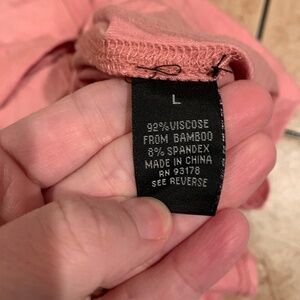 L
92% VISCOSE
FROM BAMBOO
8% SPANDEX
MADE IN CHINA
RN 93178
SEE REVERSE